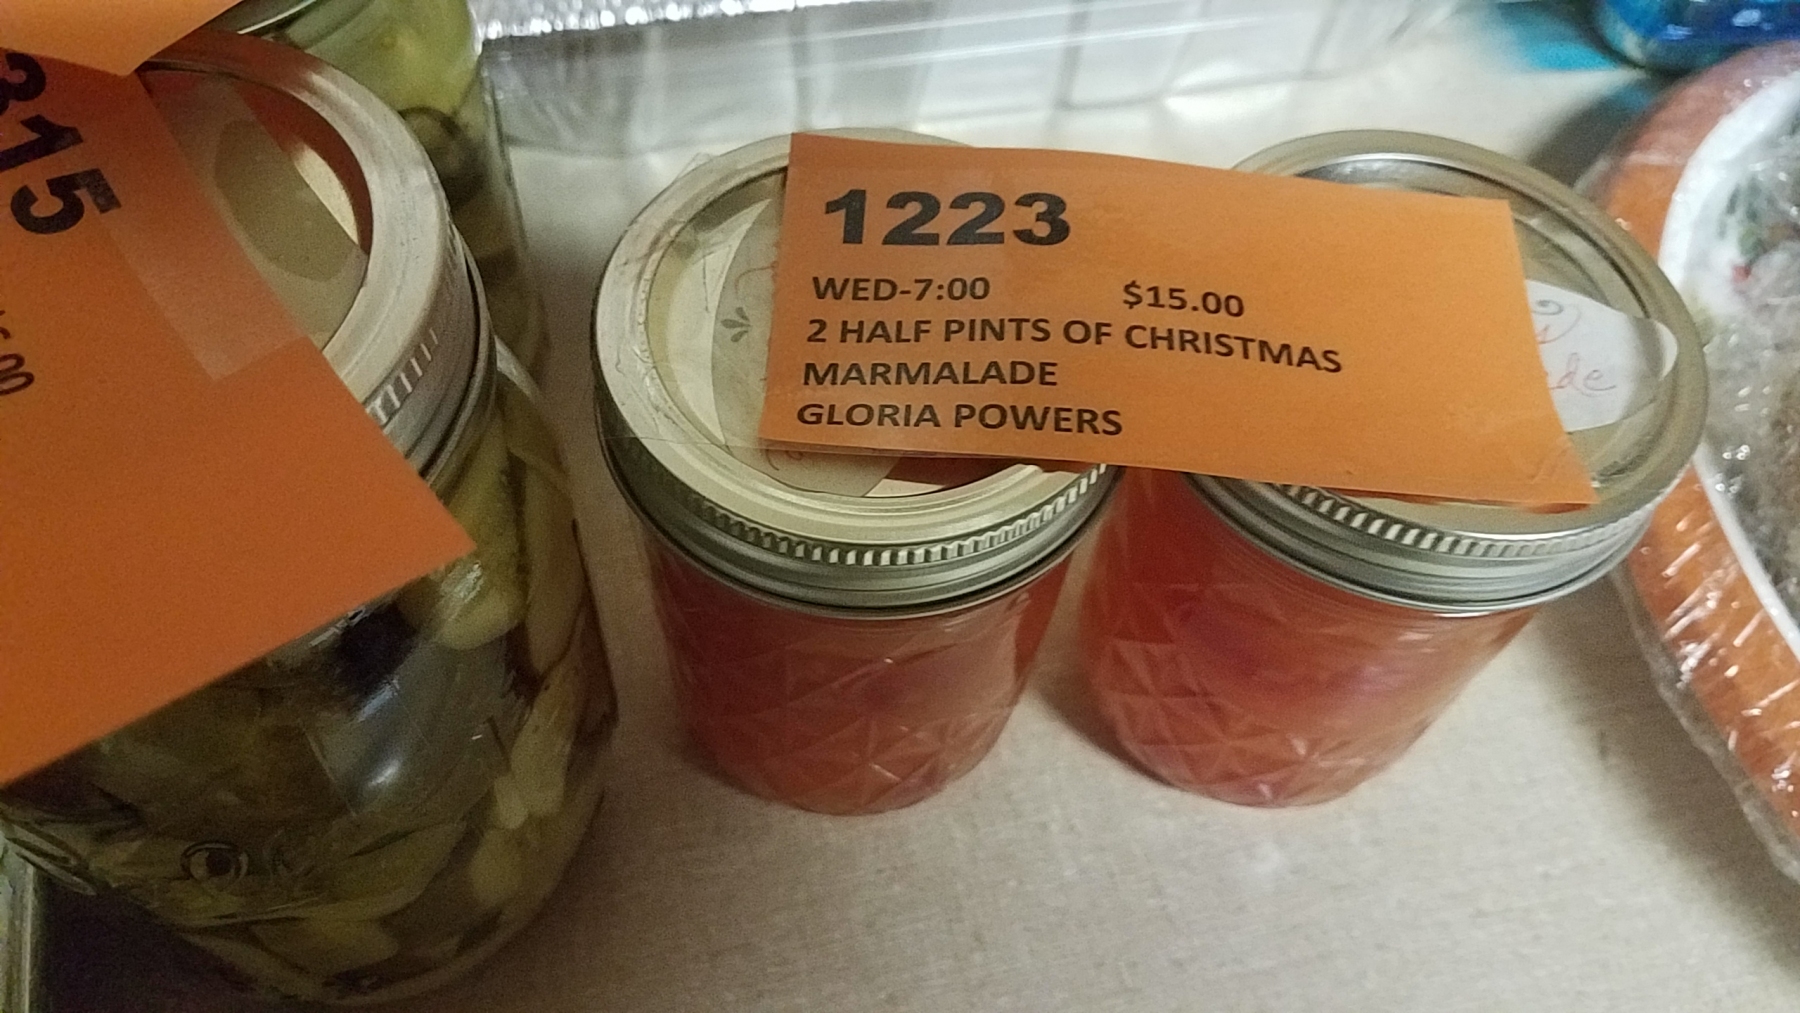 315
1223
WED-7:00 $15.00
2 HALF PINTS OF CHRISTMAS
MARMALADE
GLORIA POWERS